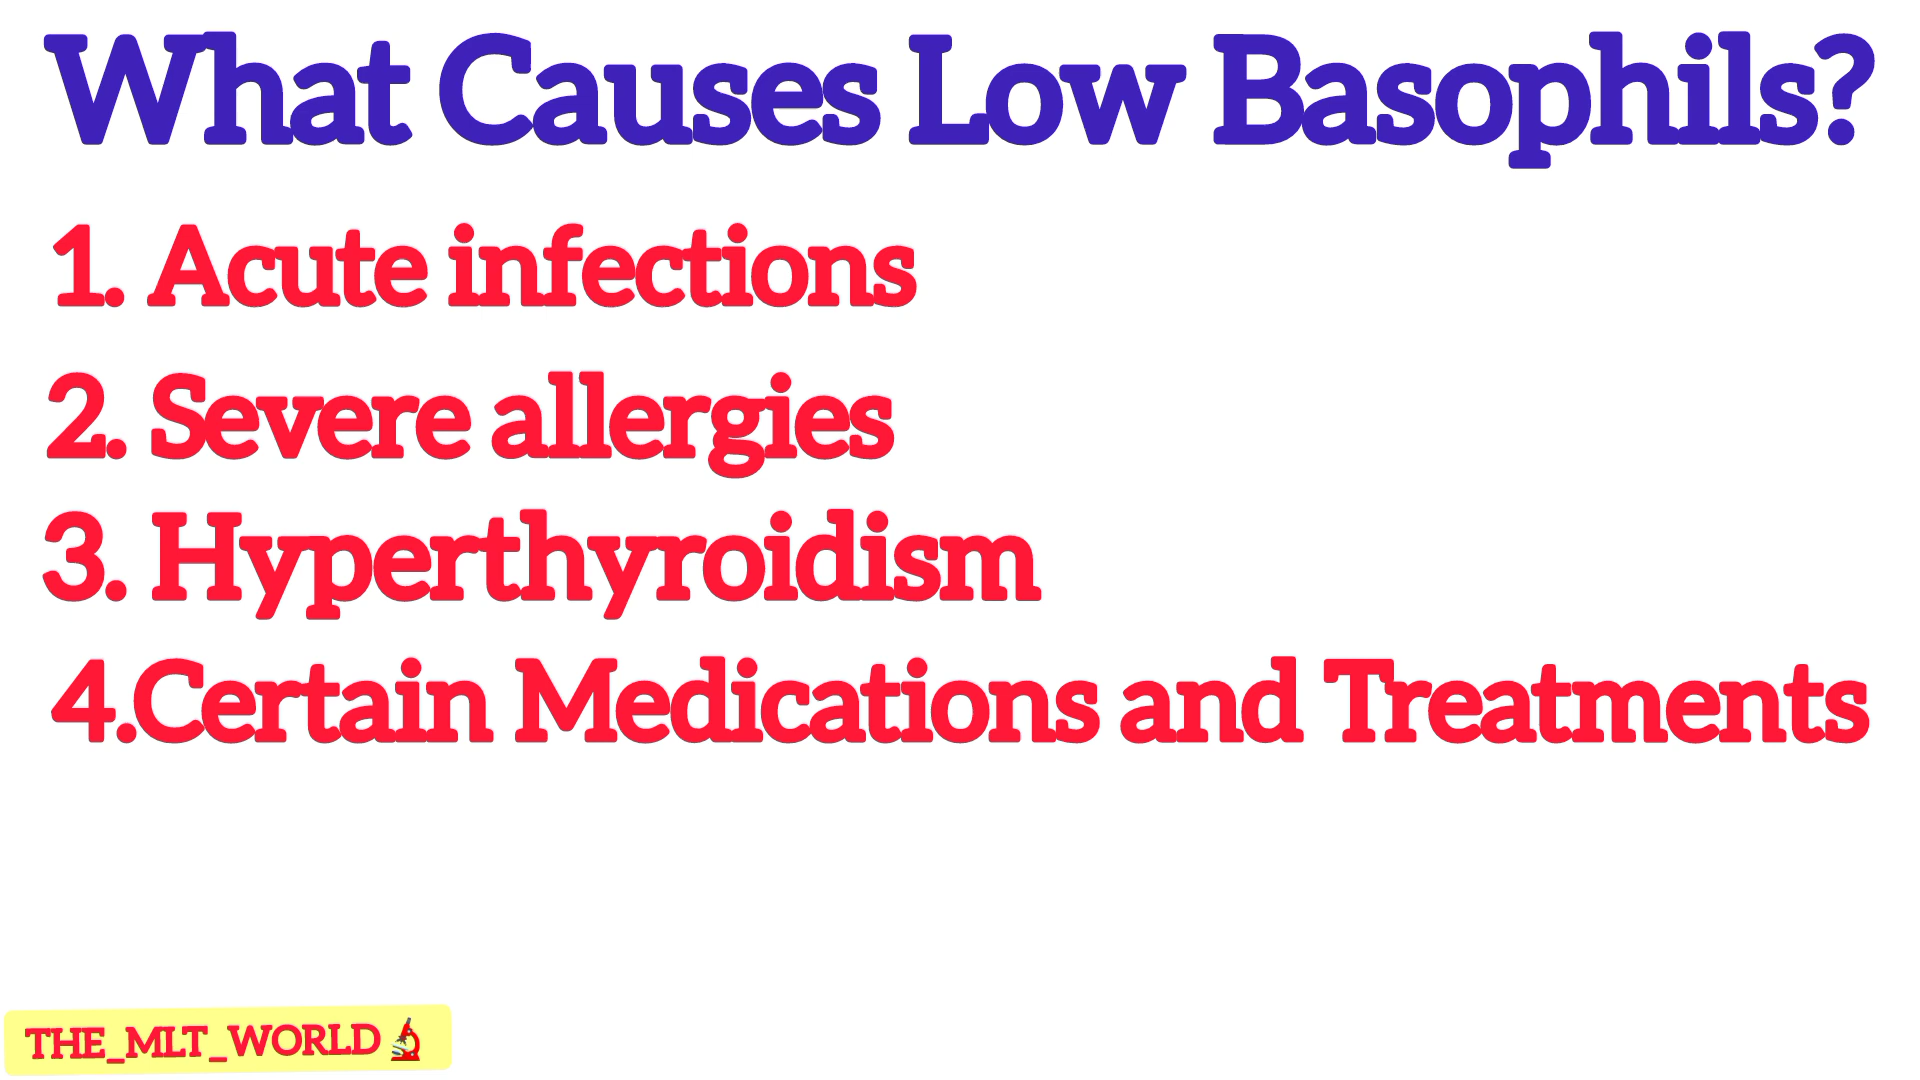 What Causes Low Basophils?
1. Acute infections
2. Severe allergies
3. Hyperthyroidism
4.Certain Medications and Treatments
THE_MLT_WORLD🔬